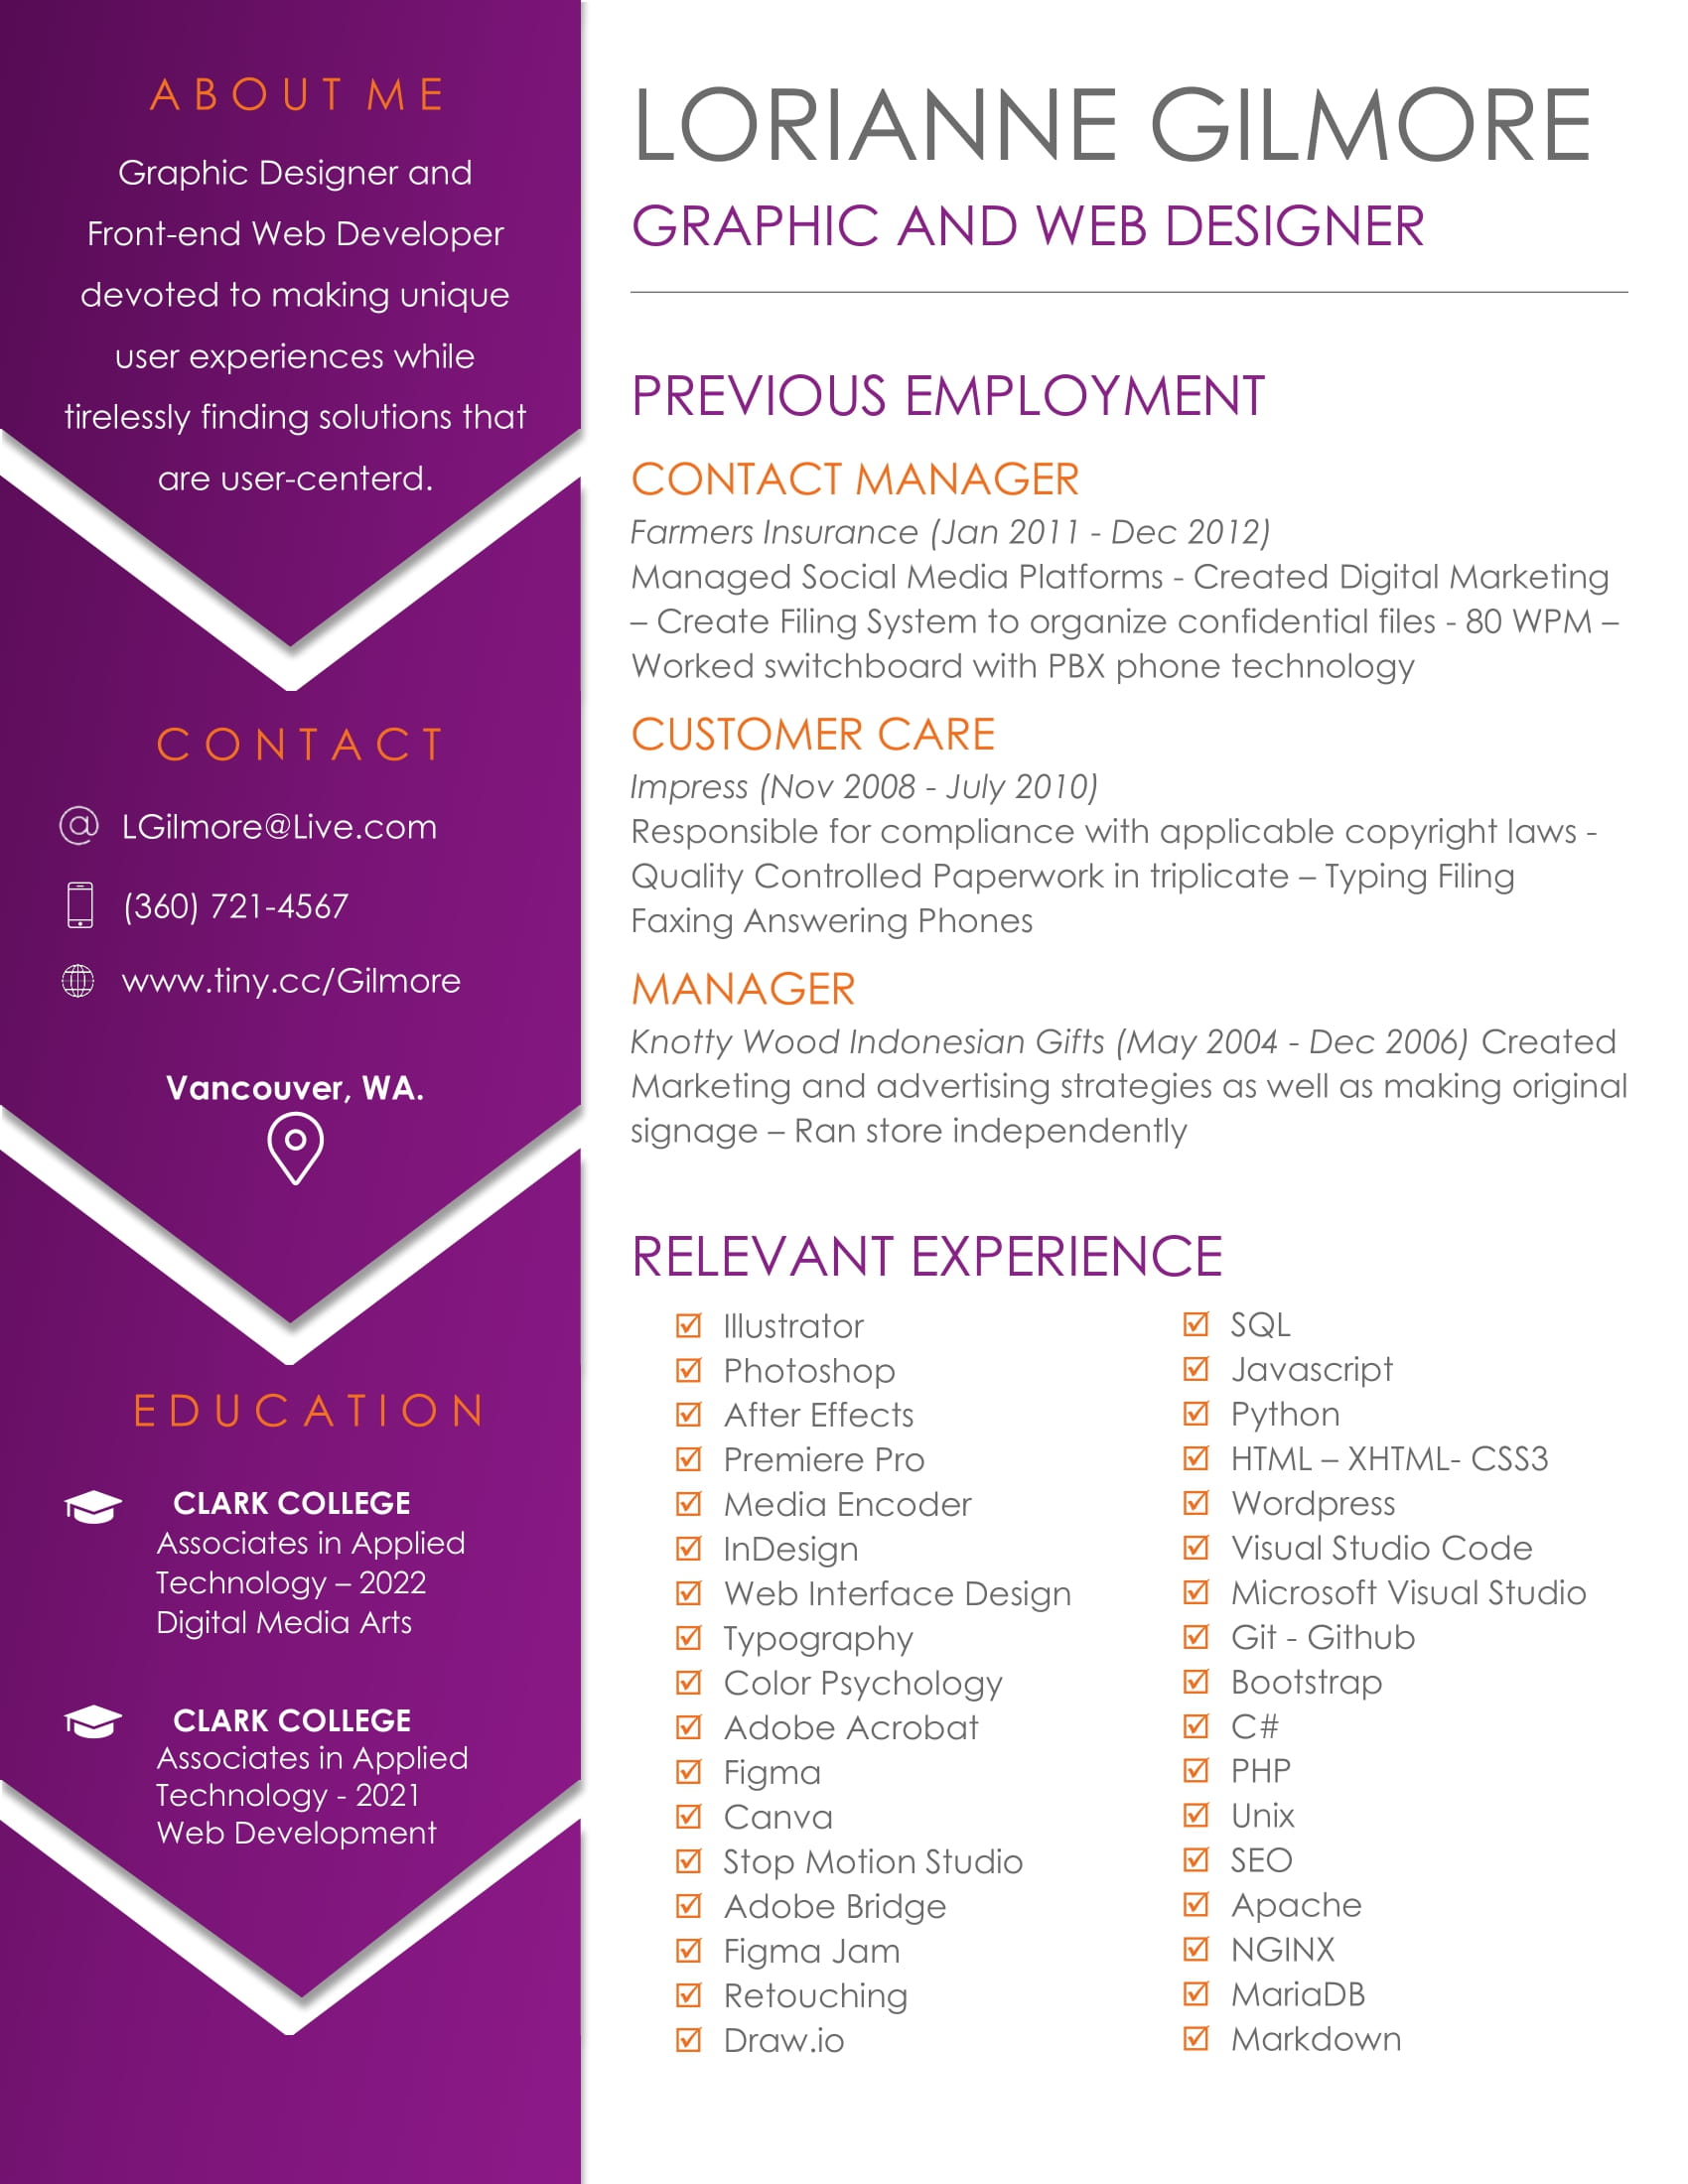 ABOUT ME
Graphic Designer and
Front-end Web Developer
devoted to making unique
user experiences while
tirelessly finding solutions that
are user-centerd.
CONTACT
LGilmore@Live.com
(360) 721-4567
www.tiny.cc/Gilmore
Vancouver, WA.
EDUCATION
CLARK COLLEGE
Associates in Applied
Technology – 2022
Digital Media Arts
CLARK COLLEGE
Associates in Applied
Technology - 2021
Web Development
LORIANNE GILMORE
GRAPHIC AND WEB DESIGNER
PREVIOUS EMPLOYMENT
CONTACT MANAGER
Farmers Insurance (Jan 2011 - Dec 2012)
Managed Social Media Platforms - Created Digital Marketing
– Create Filing System to organize confidential files - 80 WPM –
Worked switchboard with PBX phone technology
CUSTOMER CARE
Impress (Nov 2008 - July 2010)
Responsible for compliance with applicable copyright laws -
Quality Controlled Paperwork in triplicate – Typing Filing
Faxing Answering Phones
MANAGER
Knotty Wood Indonesian Gifts (May 2004 - Dec 2006) Created
Marketing and advertising strategies as well as making original
signage – Ran store independently
RELEVANT EXPERIENCE
Illustrator
Photoshop
After Effects
Premiere Pro
Media Encoder
InDesign
Web Interface Design
Typography
Color Psychology
Adobe Acrobat
Figma
Canva
Stop Motion Studio
Adobe Bridge
Figma Jam
Retouching
Draw.io
SQL
Javascript
Python
HTML – XHTML- CSS3
Wordpress
Visual Studio Code
Microsoft Visual Studio
Git - Github
Bootstrap
C#
PHP
Unix
SEO
Apache
NGINX
MariaDB
Markdown